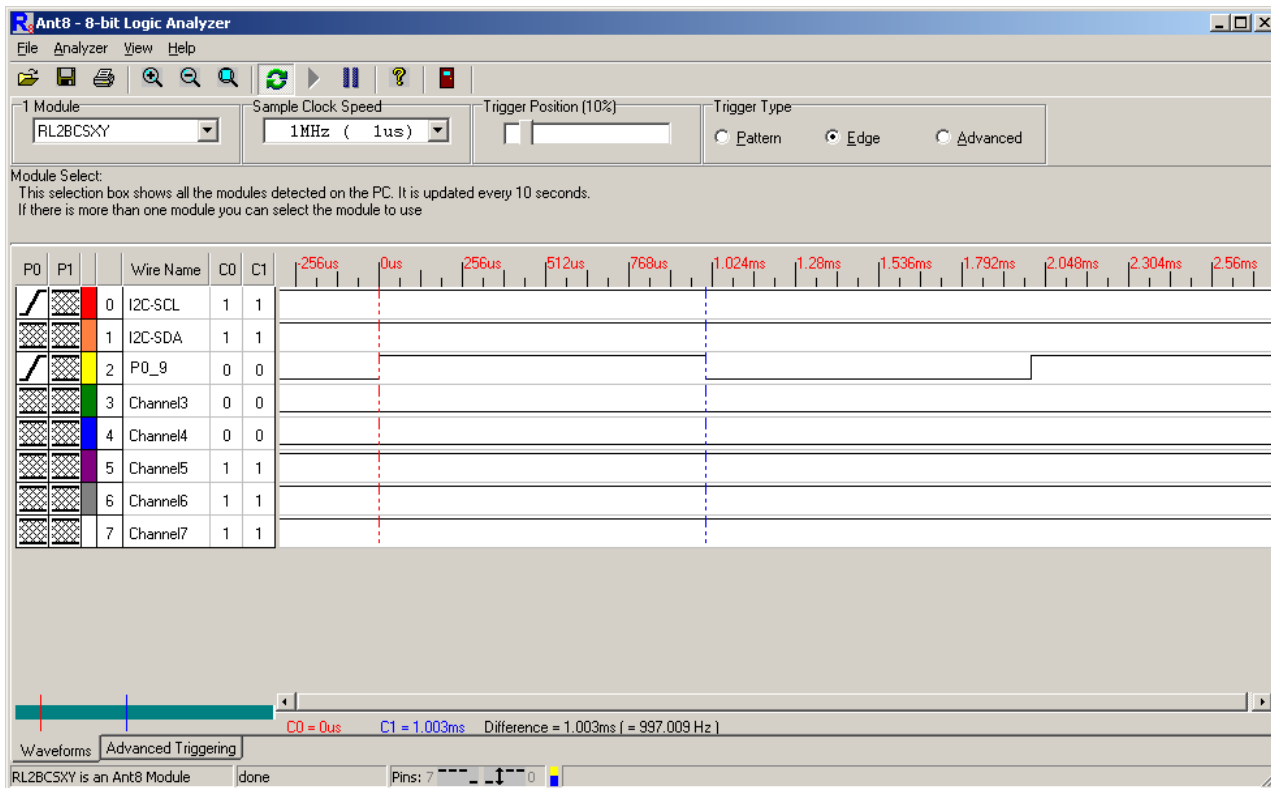 Ant8 - 8-bit Logic Analyzer
File Analyzer View Help
1 Module
Sample Clock Speed
Trigger Position (10%)
Trigger Type
RL2BCSXY
1MHz ( 1us)
Pattern
Edge
Advanced
Module Select:
This selection box shows all the modules detected on the PC. It is updated every 10 seconds.
If there is more than one module you can select the module to use
P0 P1 Wire Name C0 C1
-256us 0us 256us 512us 768us 1.024ms 1.28ms 1.536ms 1.792ms 2.048ms 2.304ms 2.56ms
0 I2C-SCL 1 1
1 I2C-SDA 1 1
2 P0_9 0 0
3 Channel3 0 0
4 Channel4 0 0
5 Channel5 1 1
6 Channel6 1 1
7 Channel7 1 1
C0 = 0us C1 = 1.003ms Difference = 1.003ms ( = 997.009 Hz )
Waveforms Advanced Triggering
RL2BCSXY is an Ant8 Module done Pins: 7 0